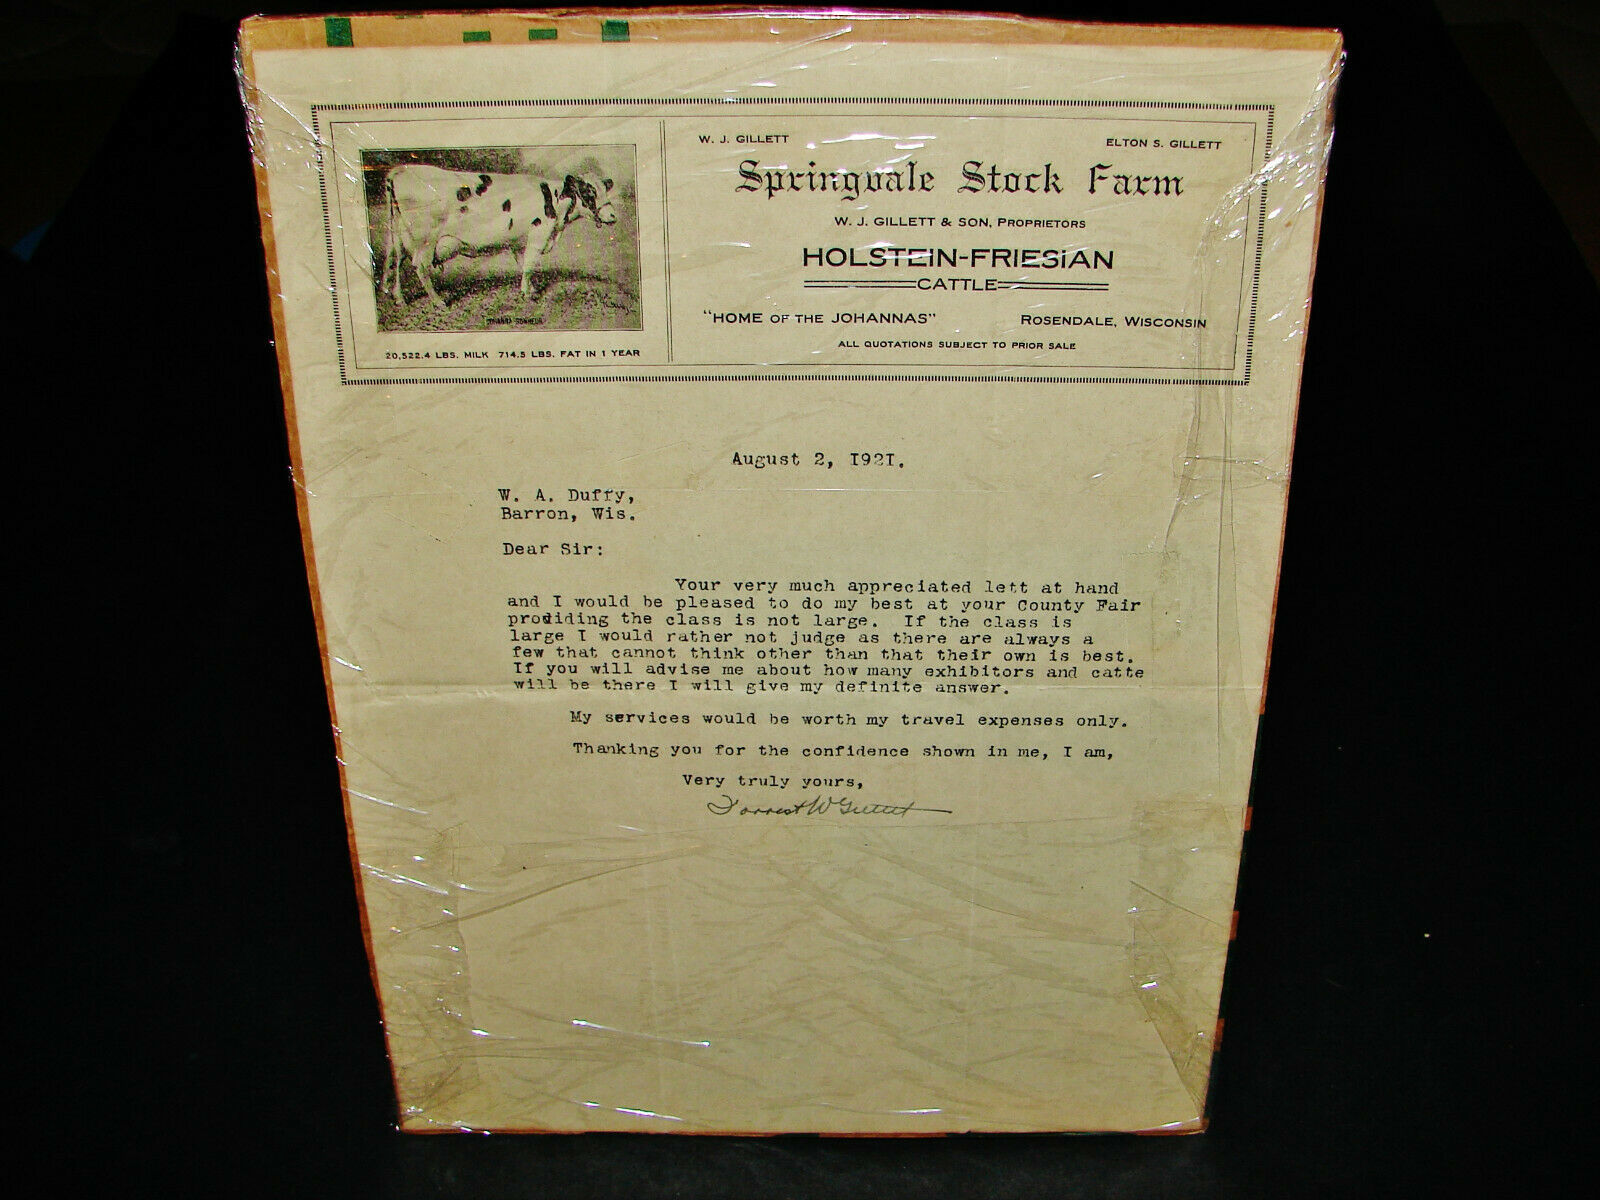 W. J. GILLETT
ELTON S. GILLETT
Springvale Stock Farm
W. J. GILLETT & SON, PROPRIETORS
HOLSTEIN-FRIESIAN
CATTLE
"HOME OF THE JOHANNAS"
ROSENDALE, WISCONSIN
ALL QUOTATIONS SUBJECT TO PRIOR SALE
JOHANNA BONHEUR
20,522.4 LBS. MILK 714.5 LBS. FAT IN 1 YEAR
August 2, I92I.
W. A. Duffy,
Barron, Wis.
Dear Sir:
Your very much appreciated lett at hand
and I would be pleased to do my best at your County Fair
prodiding the class is not large. If the class is
large I would rather not judge as there are always a
few that cannot think other than that their own is best.
If you will advise me about how many exhibitors and catte
will be there I will give my definite answer.
My services would be worth my travel expenses only.
Thanking you for the confidence shown in me, I am,
Very truly yours,
Forrest W Gillett